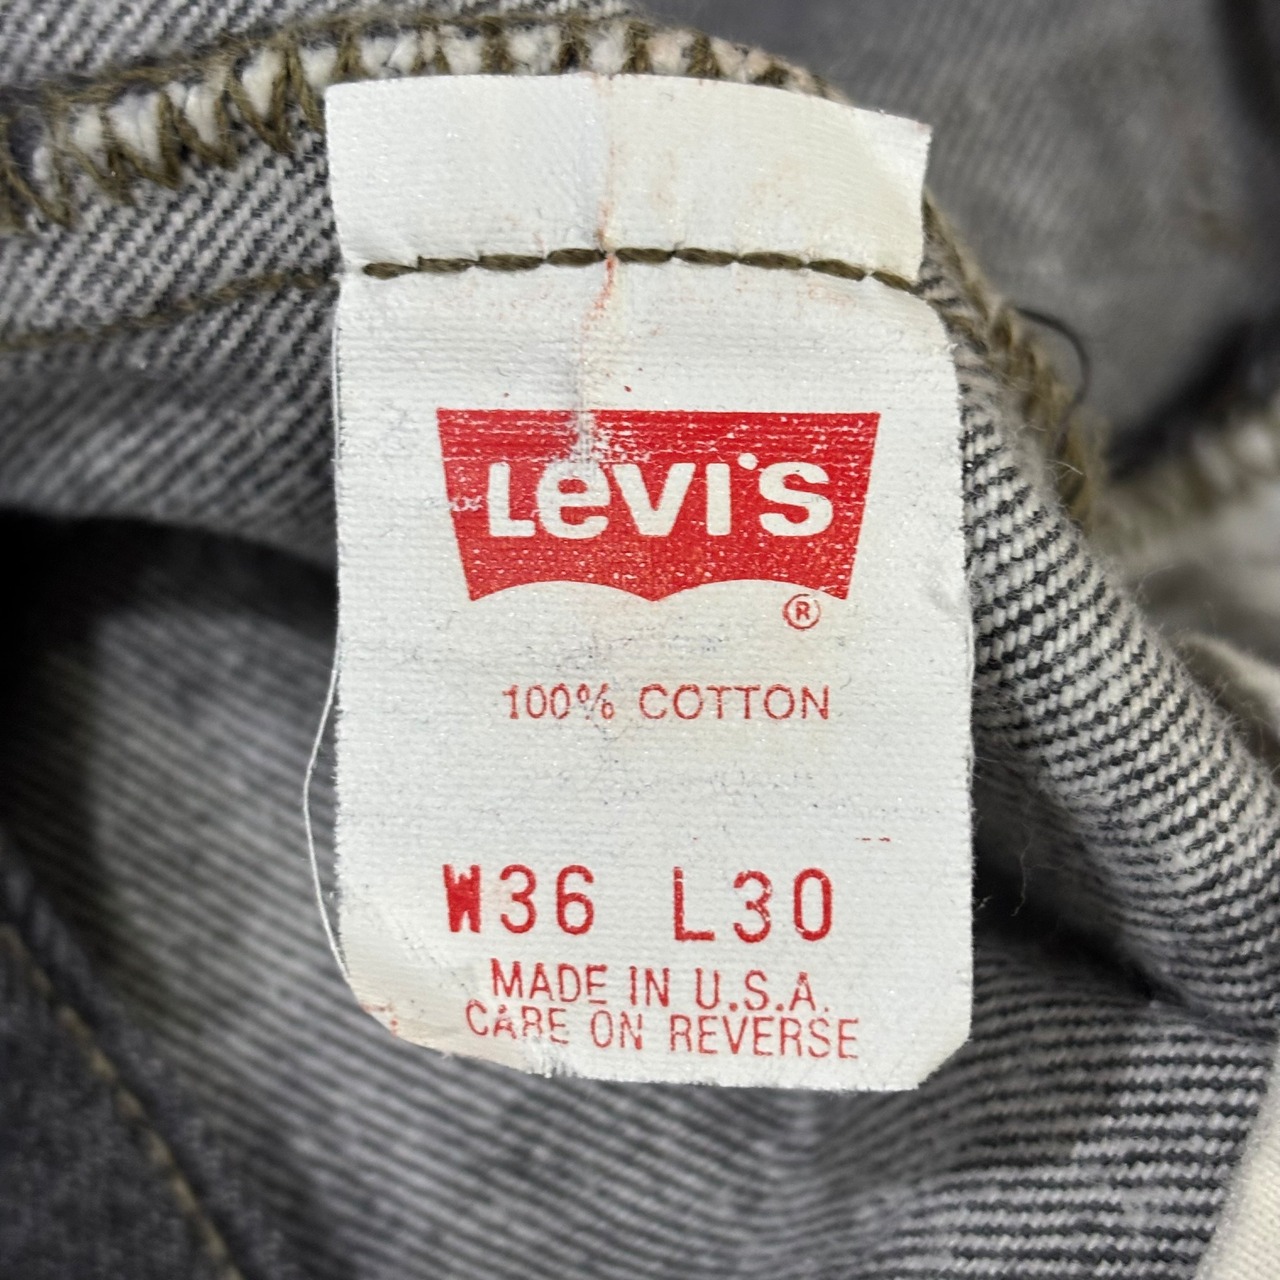 Levi's
®
100% COTTON
W36 L30
MADE IN U.S.A.
CARE ON REVERSE